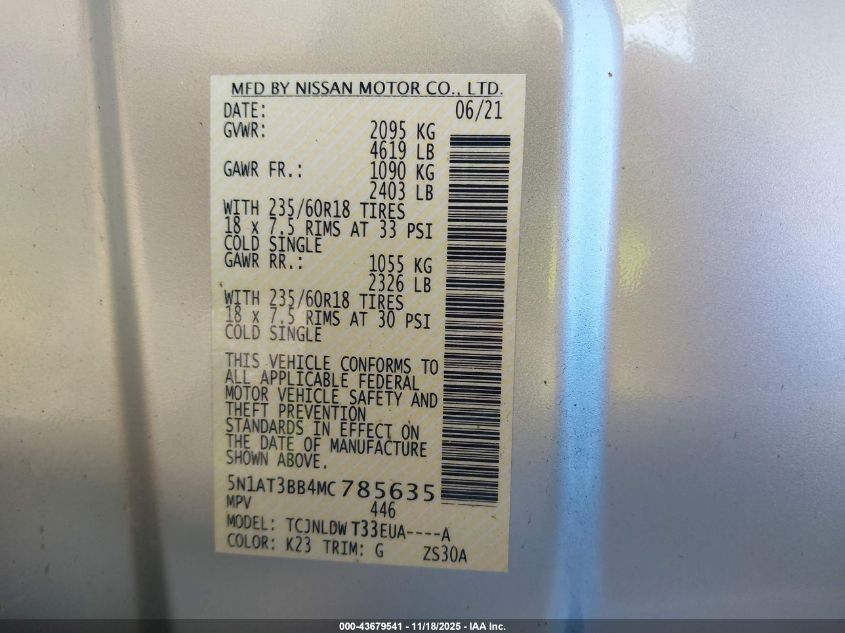 MFD BY NISSAN MOTOR CO., LTD.
DATE: 06/21
GVWR: 2095 KG
4619 LB
GAWR FR.: 1090 KG
2403 LB
WITH 235/60R18 TIRES
18 x 7.5 RIMS AT 33 PSI
COLD SINGLE
GAWR RR.: 1055 KG
2326 LB
WITH 235/60R18 TIRES
18 x 7.5 RIMS AT 30 PSI
COLD SINGLE
THIS VEHICLE CONFORMS TO
ALL APPLICABLE FEDERAL
MOTOR VEHICLE SAFETY AND
THEFT PREVENTION
STANDARDS IN EFFECT ON
THE DATE OF MANUFACTURE
SHOWN ABOVE.
5N1AT3BB4MC785635
MPV 446
MODEL: TCJNLDW T33EUA----A
COLOR: K23 TRIM: G ZS30A
000-43679541 - 11/18/2025 - IAA Inc.